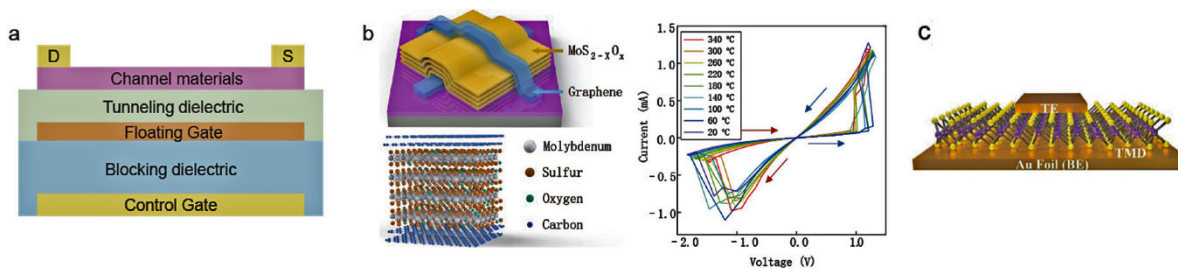 a
D
S
Channel materials
Tunneling dielectric
Floating Gate
Blocking dielectric
Control Gate
b
MoS₂₋ₓOₓ
Graphene
Molybdenum
Sulfur
Oxygen
Carbon
340 ℃
300 ℃
260 ℃
220 ℃
180 ℃
140 ℃
100 ℃
60 ℃
20 ℃
Current (mA)
1.5
1.0
0.5
0.0
-0.5
-1.0
-2.0
-1.0
0.0
1.0
Voltage (V)
c
TE
TMD
Au Foil (BE)